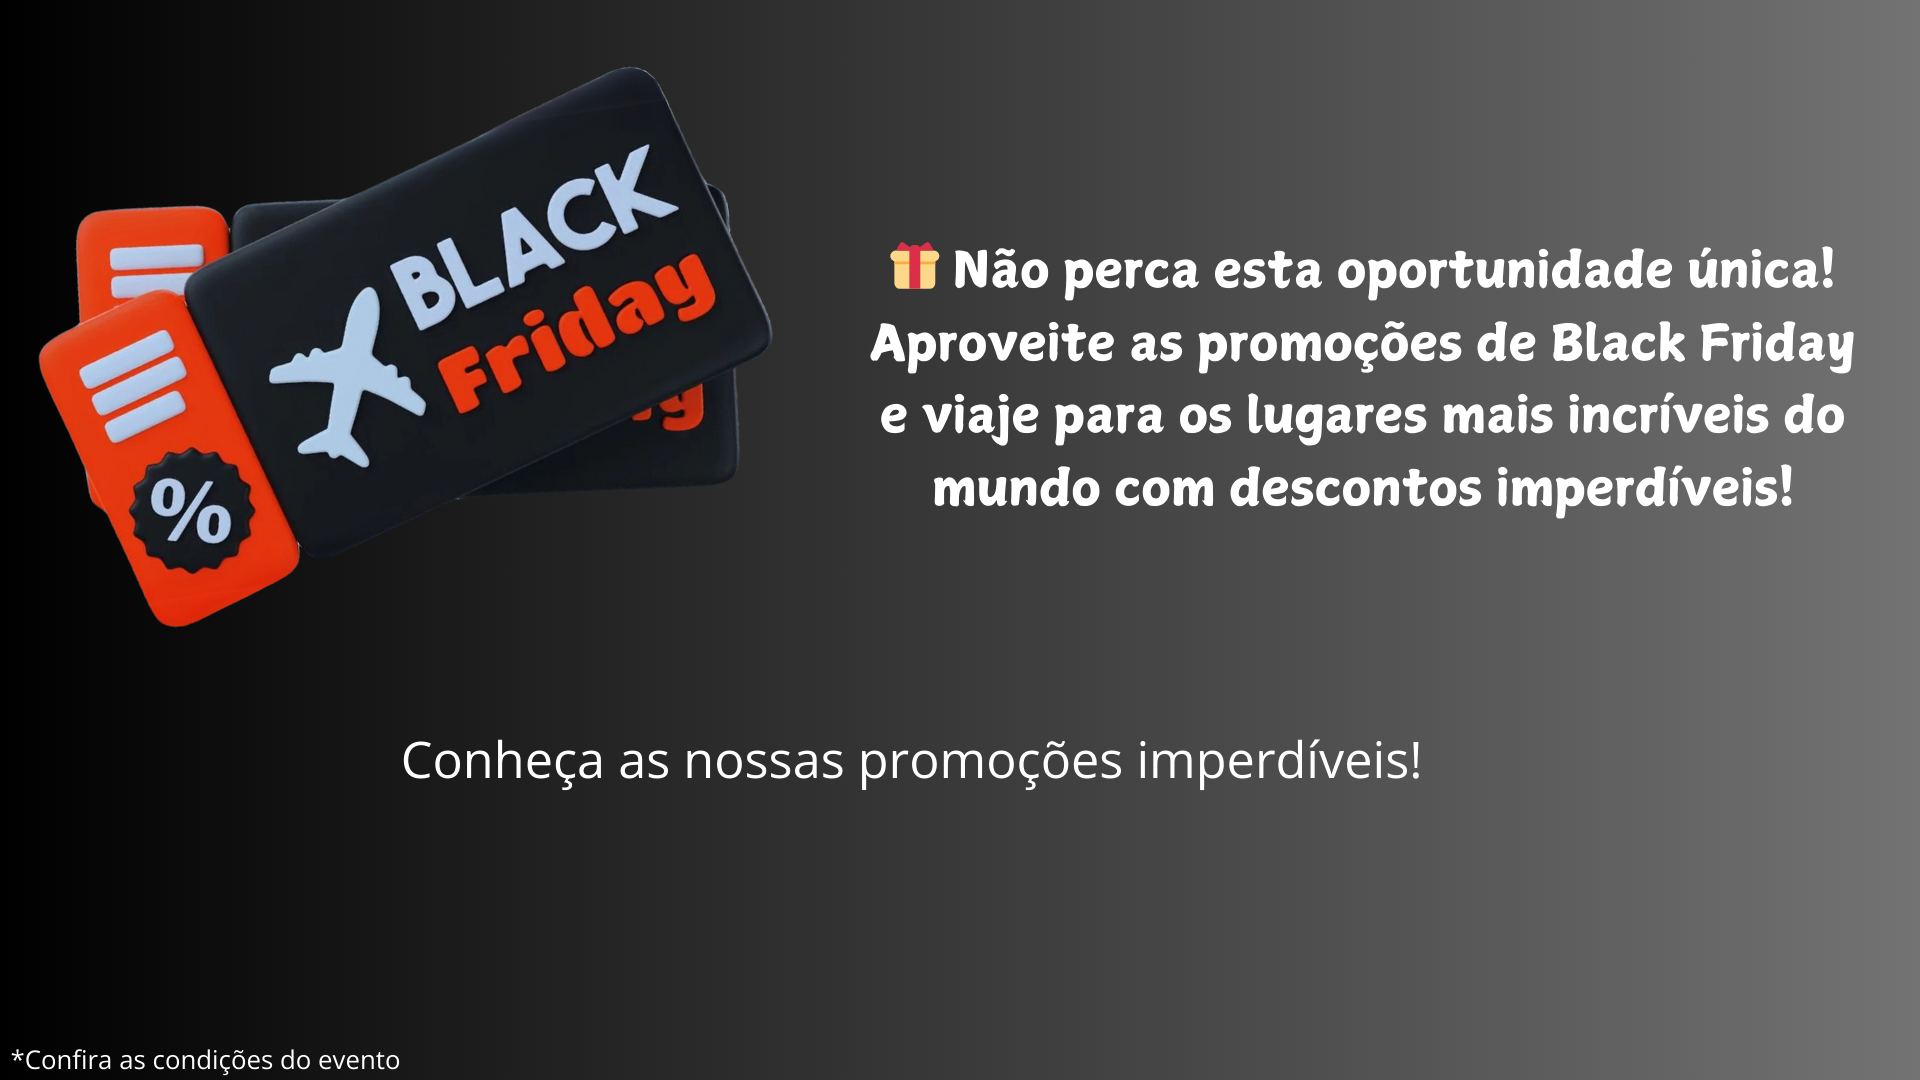 BLACK
Friday
%
🎁 Não perca esta oportunidade única!
Aproveite as promoções de Black Friday
e viaje para os lugares mais incríveis do
mundo com descontos imperdíveis!
Conheça as nossas promoções imperdíveis!
*Confira as condições do evento